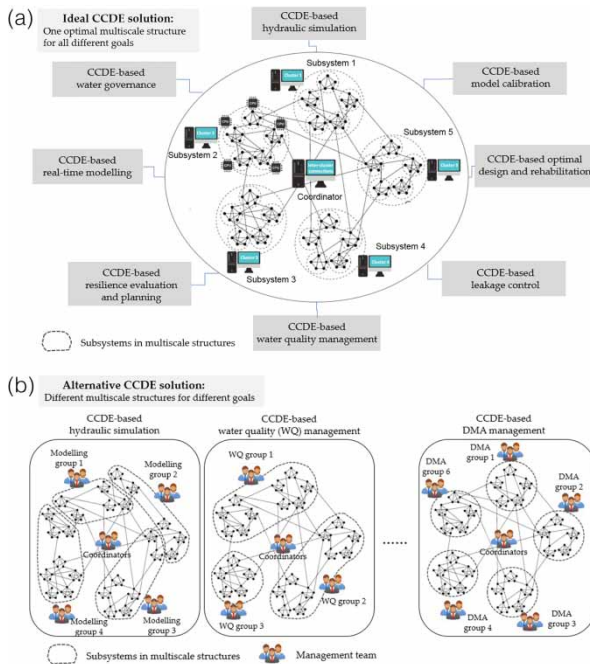 (a)
Ideal CCDE solution:
One optimal multiscale structure
for all different goals
CCDE-based
hydraulic simulation
CCDE-based
water governance
CCDE-based
model calibration
CCDE-based
real-time modelling
CCDE-based optimal
design and rehabilitation
CCDE-based
resilience evaluation
and planning
CCDE-based
leakage control
CCDE-based
water quality management
Subsystem 1
Subsystem 2
Subsystem 5
Coordinator
Subsystem 4
Subsystem 3
Subsystems in multiscale structures
(b)
Alternative CCDE solution:
Different multiscale structures for different goals
CCDE-based
hydraulic simulation
Modelling
group 1
Modelling
group 2
Coordinators
Modelling
group 4
Modelling
group 3
CCDE-based
water quality (WQ) management
WQ group 1
Coordinators
WQ group 2
WQ group 3
......
CCDE-based
DMA management
DMA
group 1
DMA
group 6
DMA
group 2
Coordinators
DMA
group 4
DMA
group 3
Subsystems in multiscale structures
Management team